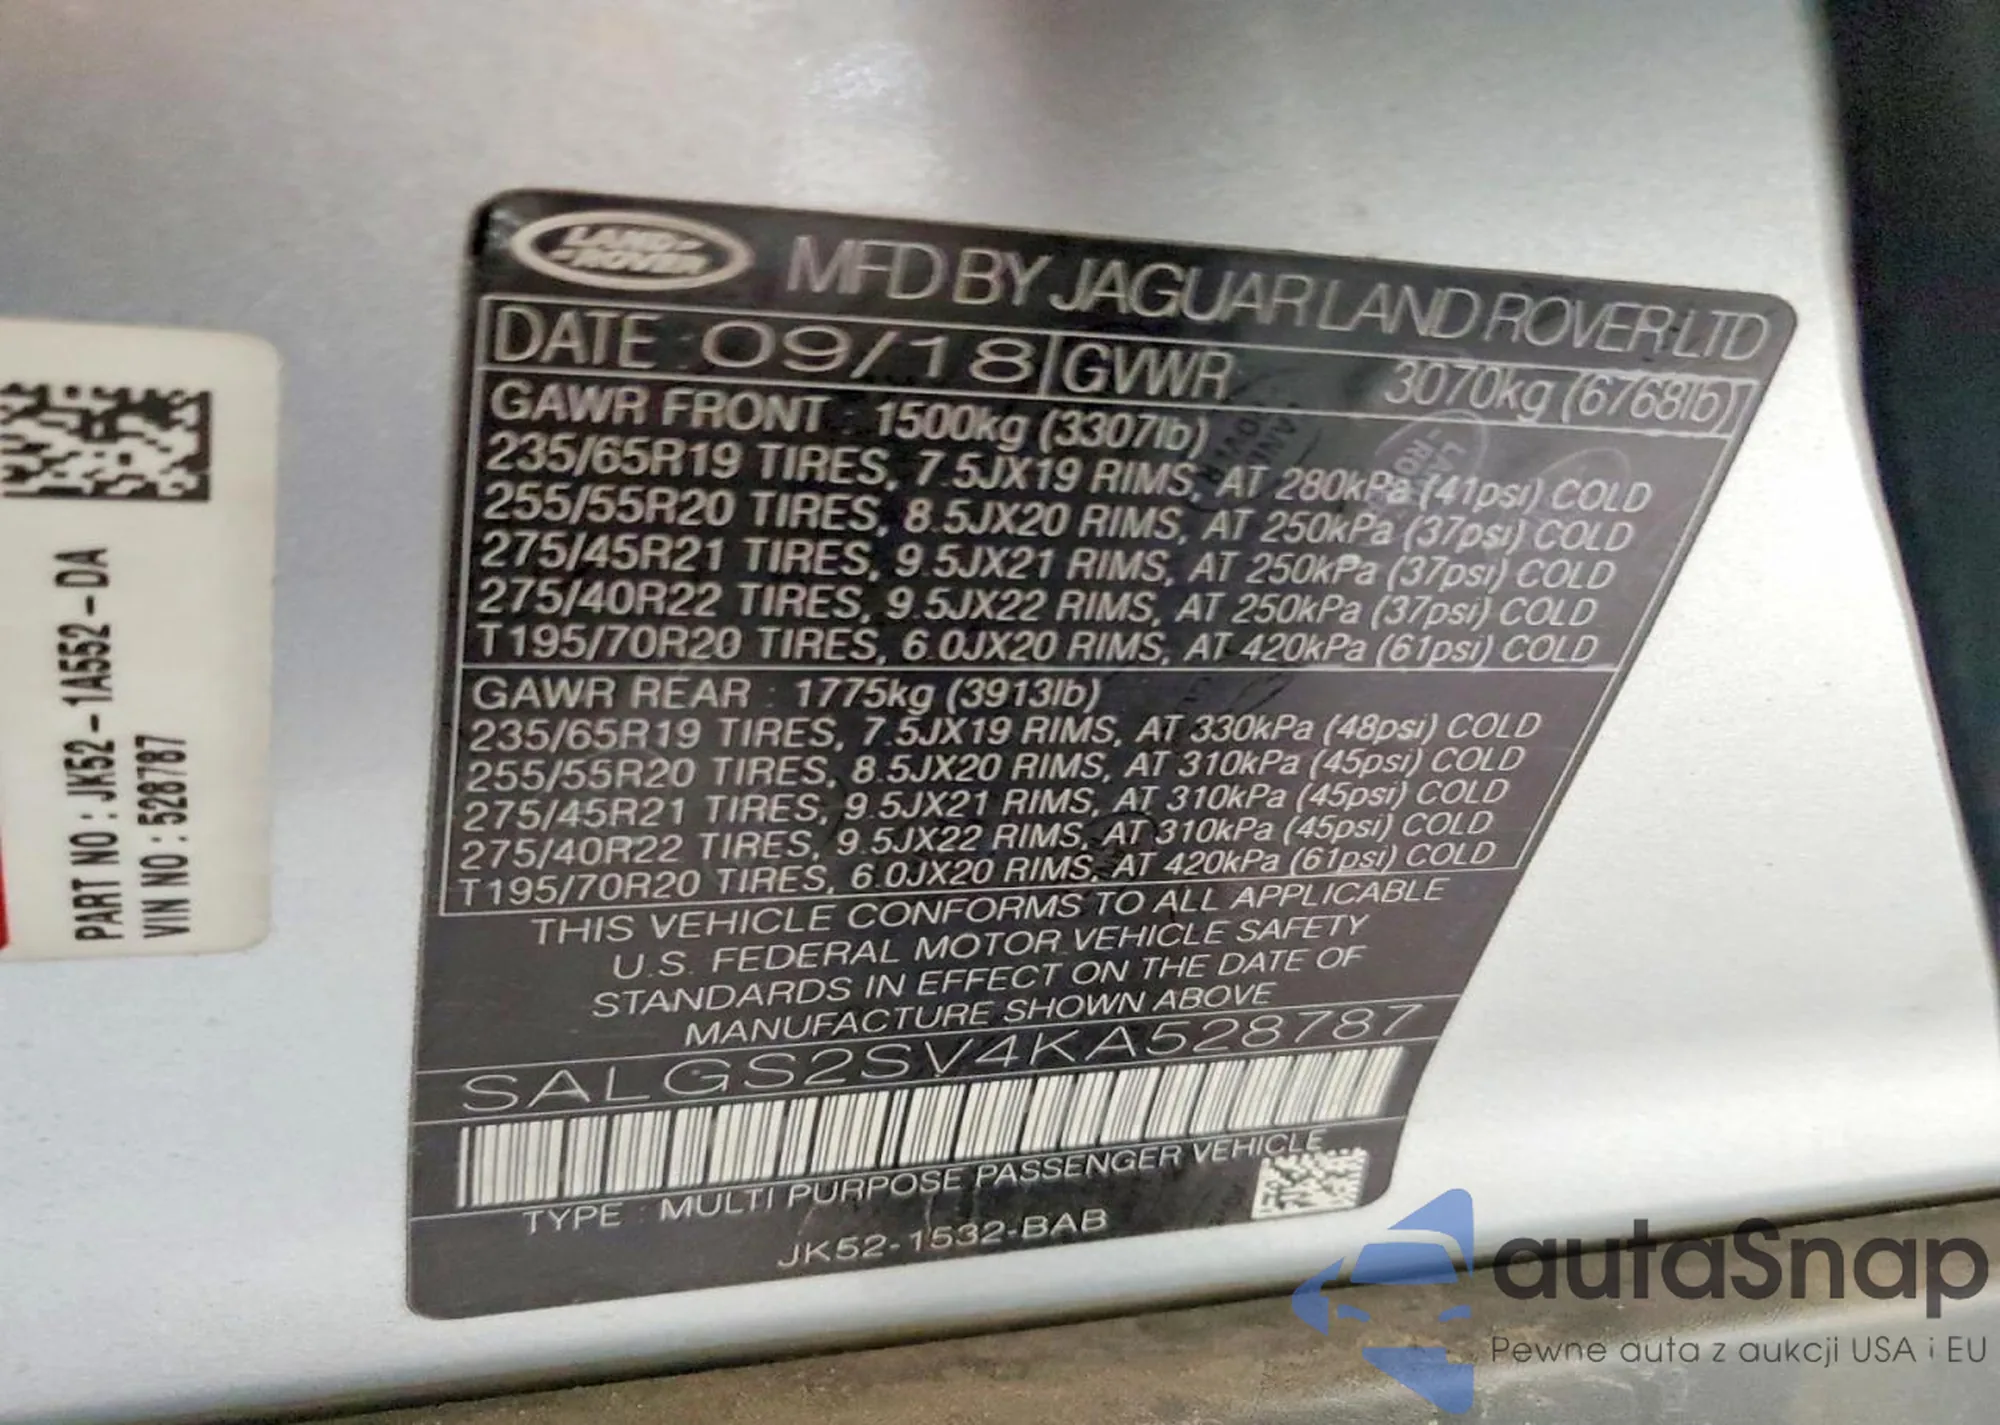 LAND ROVER
MFD BY JAGUAR LAND ROVER LTD
DATE : 09/18 GVWR 3070kg (6768lb)
GAWR FRONT : 1500kg (3307lb)
235/65R19 TIRES, 7.5JX19 RIMS, AT 280kPa (41psi) COLD
255/55R20 TIRES, 8.5JX20 RIMS, AT 250kPa (37psi) COLD
275/45R21 TIRES, 9.5JX21 RIMS, AT 250kPa (37psi) COLD
275/40R22 TIRES, 9.5JX22 RIMS, AT 250kPa (37psi) COLD
T195/70R20 TIRES, 6.0JX20 RIMS, AT 420kPa (61psi) COLD
GAWR REAR : 1775kg (3913lb)
235/65R19 TIRES, 7.5JX19 RIMS, AT 330kPa (48psi) COLD
255/55R20 TIRES, 8.5JX20 RIMS, AT 310kPa (45psi) COLD
275/45R21 TIRES, 9.5JX21 RIMS, AT 310kPa (45psi) COLD
275/40R22 TIRES, 9.5JX22 RIMS, AT 310kPa (45psi) COLD
T195/70R20 TIRES, 6.0JX20 RIMS, AT 420kPa (61psi) COLD
THIS VEHICLE CONFORMS TO ALL APPLICABLE
U.S. FEDERAL MOTOR VEHICLE SAFETY
STANDARDS IN EFFECT ON THE DATE OF
MANUFACTURE SHOWN ABOVE
SALGS2SV4KA528787
TYPE : MULTI PURPOSE PASSENGER VEHICLE
JK52-1532-BAB
PART NO : JK52-1A552-DA
VIN NO : 528787
autaSnap
Pewne auta z aukcji USA i EU